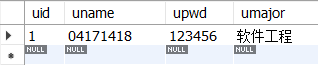 uid uname upwd umajor
1 04171418 123456 软件工程
NULL NULL NULL NULL